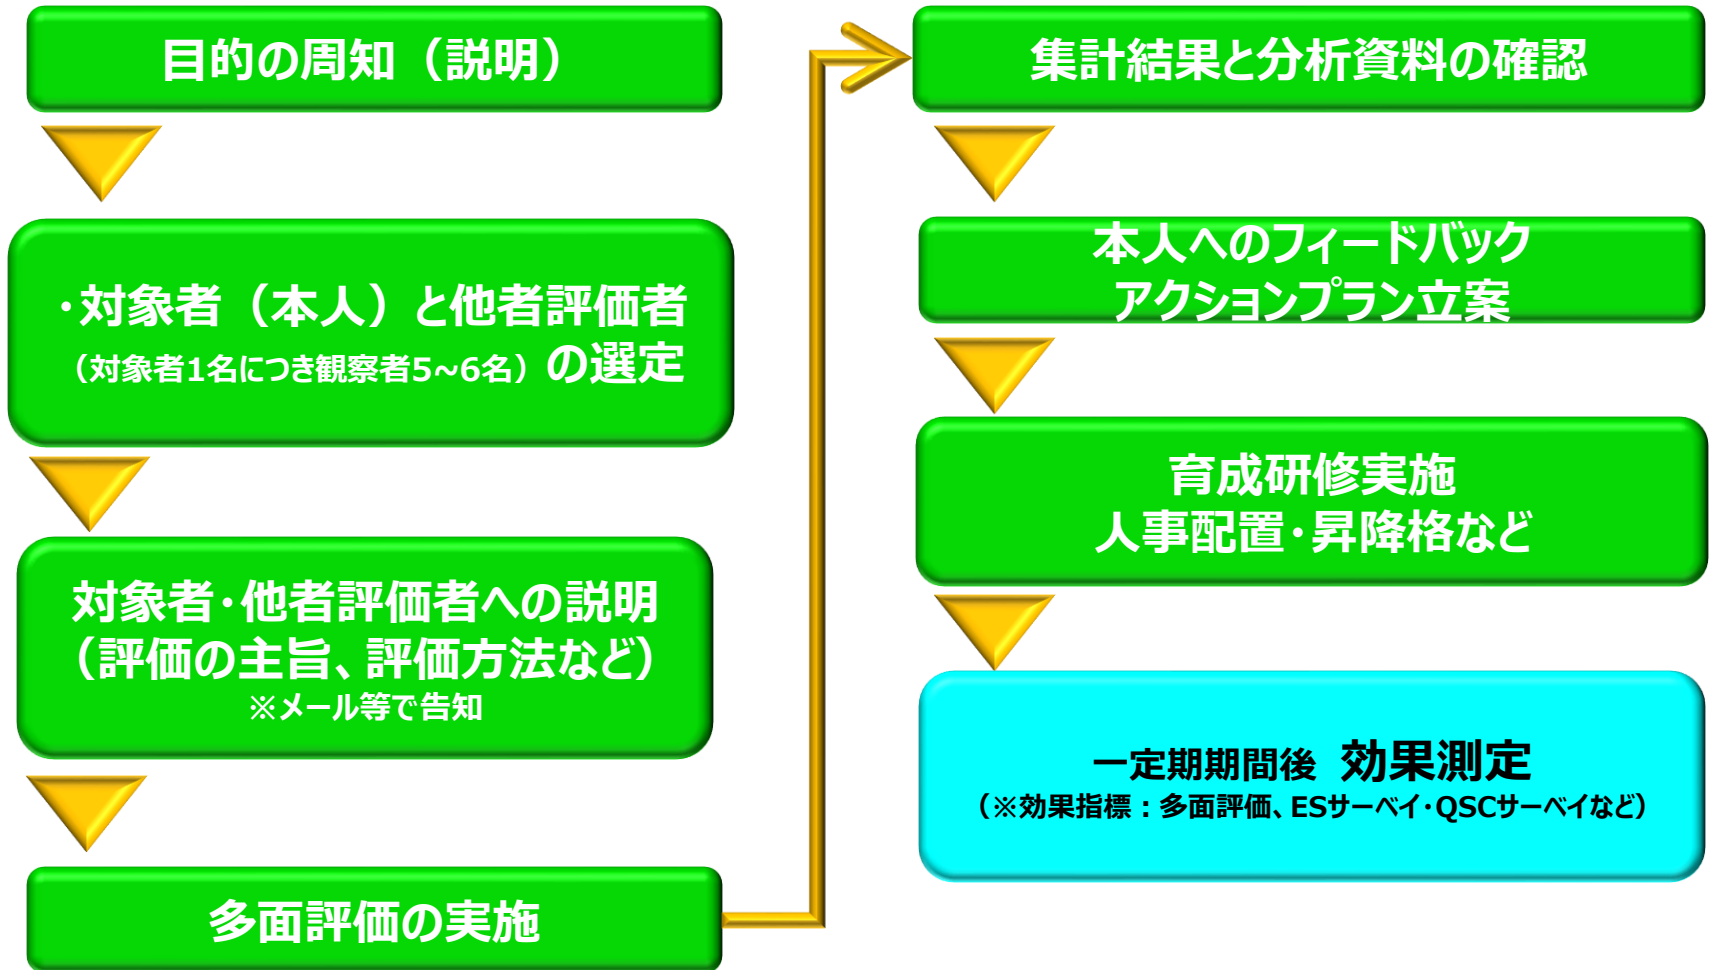 目的の周知（説明）
・対象者（本人）と他者評価者
（対象者1名につき観察者5~6名）の選定
対象者・他者評価者への説明
（評価の主旨、評価方法など）
※メール等で告知
多面評価の実施
集計結果と分析資料の確認
本人へのフィードバック
アクションプラン立案
育成研修実施
人事配置・昇降格など
一定期期間後 効果測定
（※効果指標：多面評価、ESサーベイ・QSCサーベイなど）